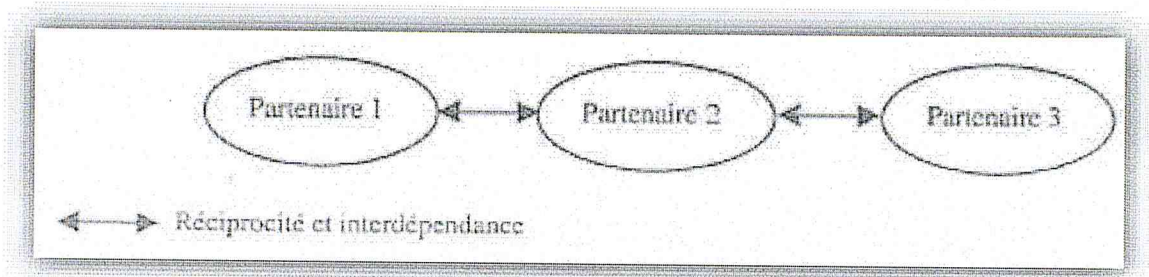 Partenaire 1 Partenaire 2 Partenaire 3
Réciprocité et interdépendance